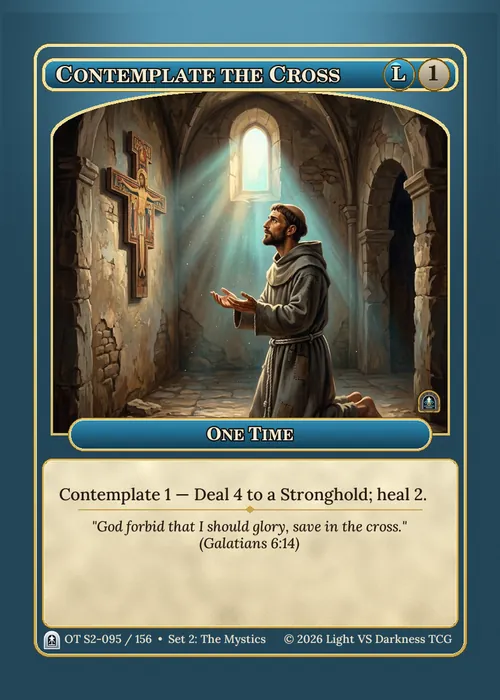 Contemplate the Cross L 1
One Time
Contemplate 1 — Deal 4 to a Stronghold; heal 2.
"God forbid that I should glory, save in the cross."
(Galatians 6:14)
OT S2-095 / 156 • Set 2: The Mystics © 2026 Light VS Darkness TCG